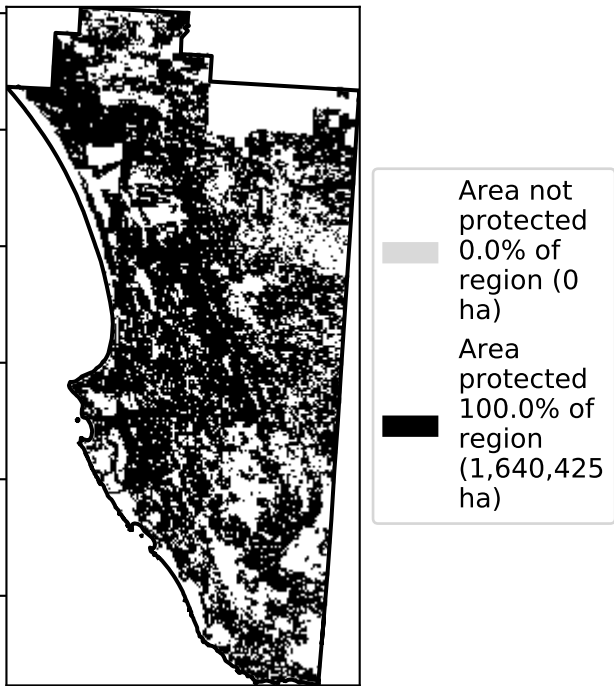 Area not
protected
0.0% of
region (0
ha)
Area
protected
100.0% of
region
(1,640,425
ha)